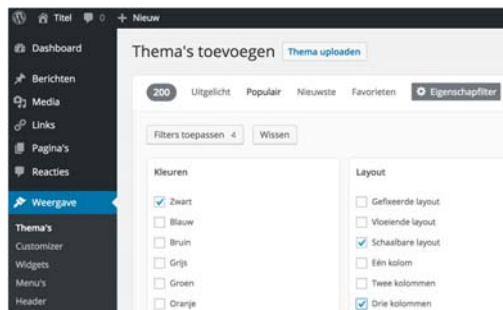 Titel 0 + Nieuw
Dashboard
Berichten
Media
Links
Pagina's
Reacties
Weergave
Thema's
Customizer
Widgets
Menu's
Header
Thema's toevoegen Thema uploaden
200 Uitgelicht Populair Nieuwste Favorieten Eigenschapfilter
Filters toepassen 4 Wissen
Kleuren
Zwart
Blauw
Bruin
Grijs
Groen
Oranje
Layout
Gefixeerde layout
Vloeiende layout
Schaalbare layout
Eén kolom
Twee kolommen
Drie kolommen